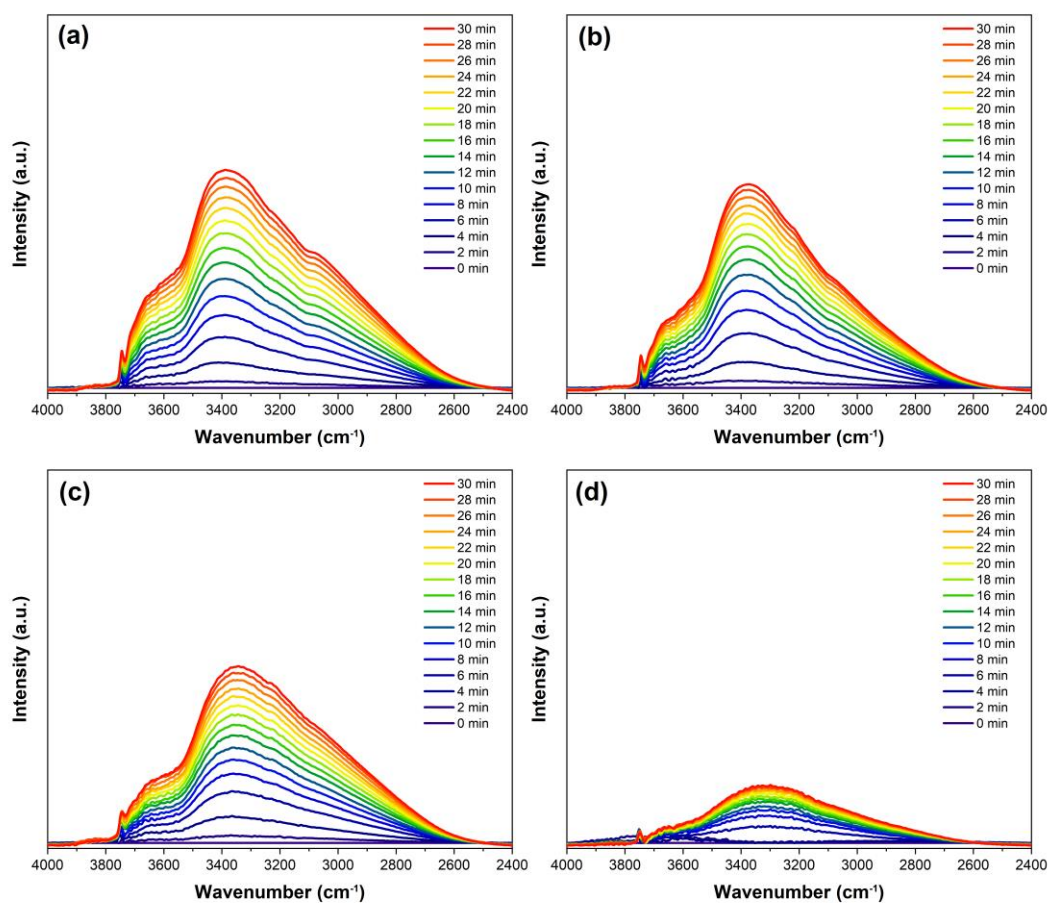 (a)
30 min
28 min
26 min
24 min
22 min
20 min
18 min
16 min
14 min
12 min
10 min
8 min
6 min
4 min
2 min
0 min
Intensity (a.u.)
4000 3800 3600 3400 3200 3000 2800 2600 2400
Wavenumber (cm⁻¹)
(b)
30 min
28 min
26 min
24 min
22 min
20 min
18 min
16 min
14 min
12 min
10 min
8 min
6 min
4 min
2 min
0 min
Intensity (a.u.)
4000 3800 3600 3400 3200 3000 2800 2600 2400
Wavenumber (cm⁻¹)
(c)
30 min
28 min
26 min
24 min
22 min
20 min
18 min
16 min
14 min
12 min
10 min
8 min
6 min
4 min
2 min
0 min
Intensity (a.u.)
4000 3800 3600 3400 3200 3000 2800 2600 2400
Wavenumber (cm⁻¹)
(d)
30 min
28 min
26 min
24 min
22 min
20 min
18 min
16 min
14 min
12 min
10 min
8 min
6 min
4 min
2 min
0 min
Intensity (a.u.)
4000 3800 3600 3400 3200 3000 2800 2600 2400
Wavenumber (cm⁻¹)